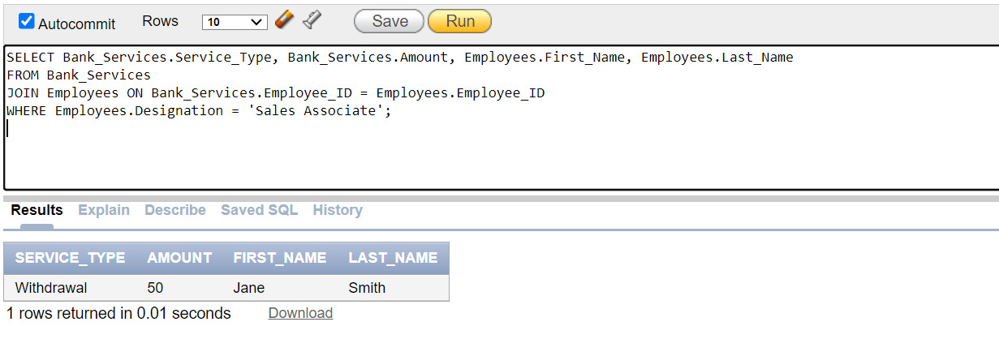 Autocommit Rows 10 Save Run
SELECT Bank_Services.Service_Type, Bank_Services.Amount, Employees.First_Name, Employees.Last_Name
FROM Bank_Services
JOIN Employees ON Bank_Services.Employee_ID = Employees.Employee_ID
WHERE Employees.Designation = 'Sales Associate';
Results Explain Describe Saved SQL History
SERVICE_TYPE AMOUNT FIRST_NAME LAST_NAME
Withdrawal 50 Jane Smith
1 rows returned in 0.01 seconds Download